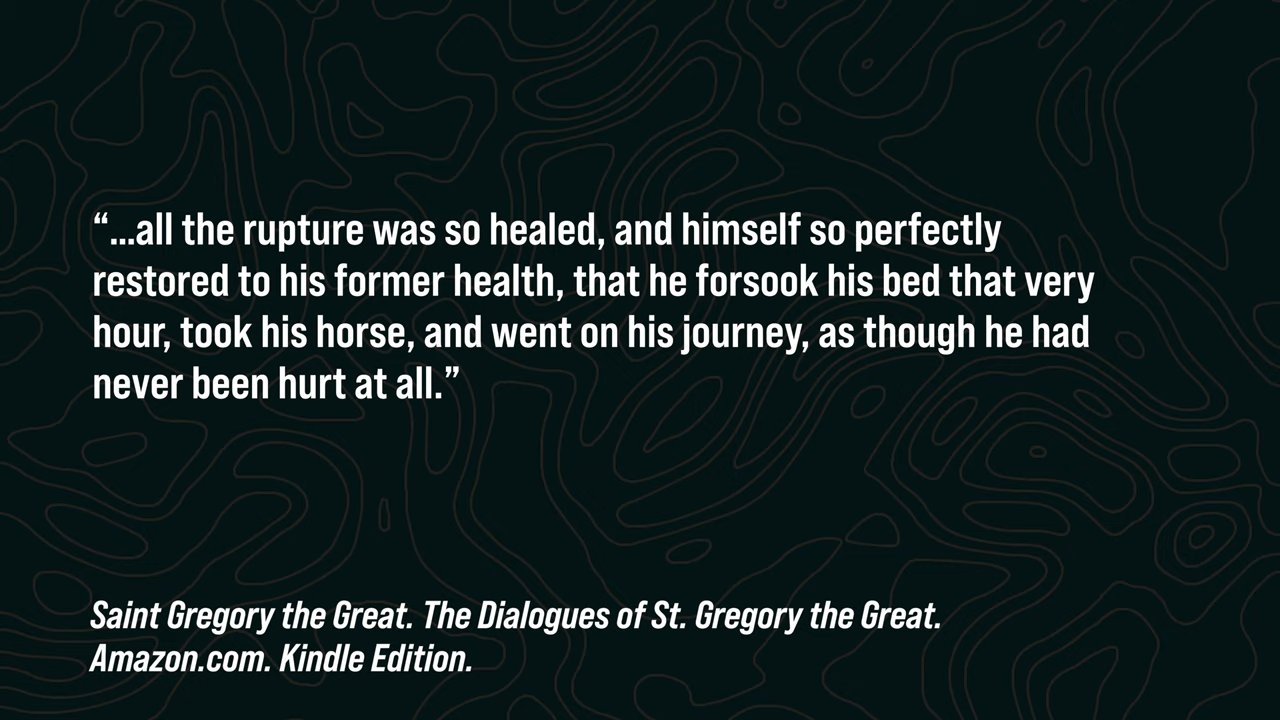 “...all the rupture was so healed, and himself so perfectly
restored to his former health, that he forsook his bed that very
hour, took his horse, and went on his journey, as though he had
never been hurt at all.”
Saint Gregory the Great. The Dialogues of St. Gregory the Great.
Amazon.com. Kindle Edition.